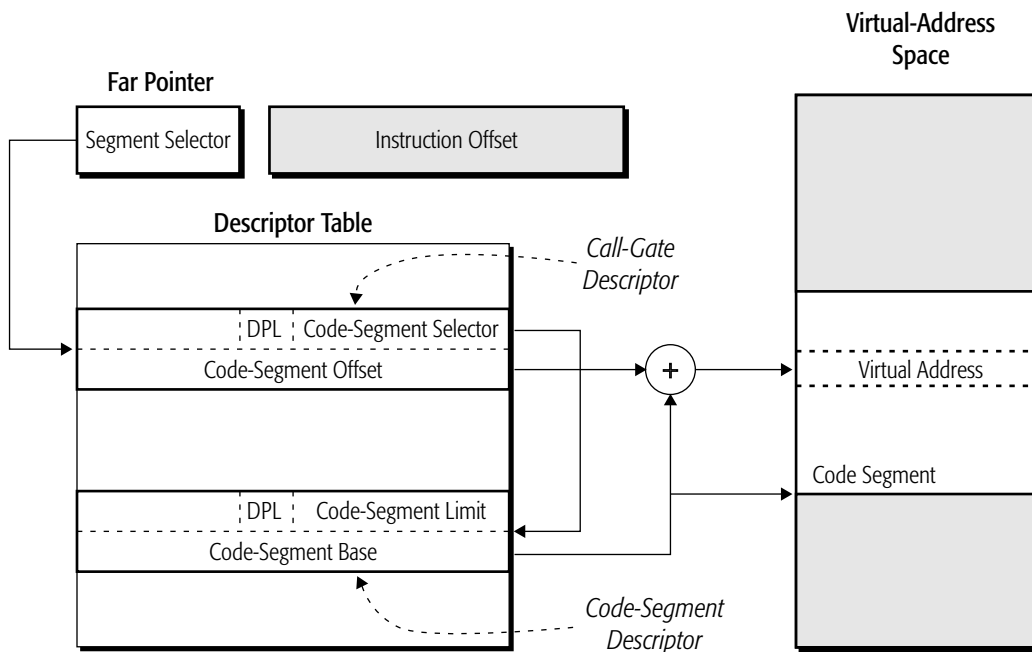 Virtual-Address
Space
Far Pointer
Segment Selector
Instruction Offset
Descriptor Table
Call-Gate
Descriptor
DPL
Code-Segment Selector
Code-Segment Offset
+
Virtual Address
Code Segment
DPL
Code-Segment Limit
Code-Segment Base
Code-Segment
Descriptor